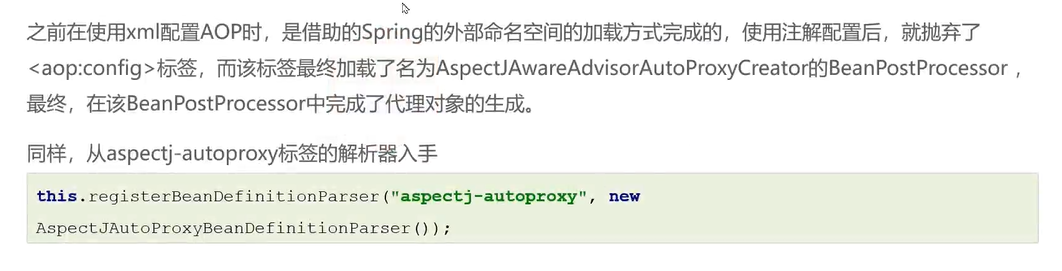 之前在使用xml配置AOP时，是借助的Spring的外部命名空间的加载方式完成的，使用注解配置后，就抛弃了
<aop:config>标签，而该标签最终加载了名为AspectJAwareAdvisorAutoProxyCreator的BeanPostProcessor，
最终，在该BeanPostProcessor中完成了代理对象的生成。
同样，从aspectj-autoproxy标签的解析器入手
this.registerBeanDefinitionParser("aspectj-autoproxy", new
AspectJAutoProxyBeanDefinitionParser());